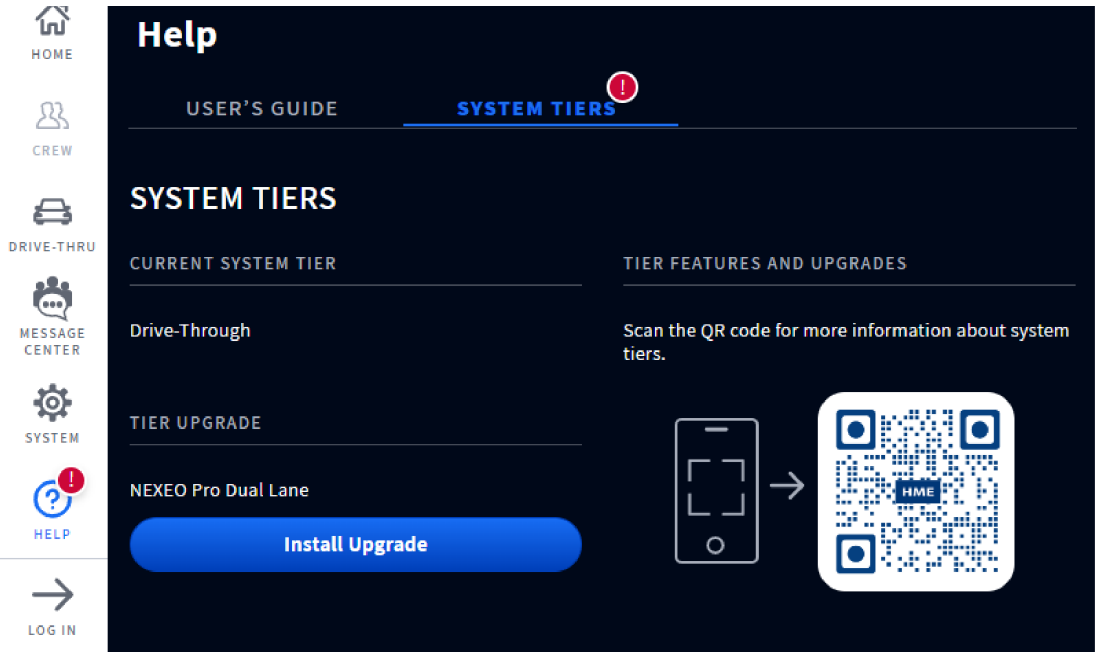 HOME
CREW
DRIVE-THRU
MESSAGE
CENTER
SYSTEM
!
?
HELP
LOG IN
Help
USER'S GUIDE
SYSTEM TIERS
!
SYSTEM TIERS
CURRENT SYSTEM TIER
Drive-Through
TIER UPGRADE
NEXEO Pro Dual Lane
Install Upgrade
TIER FEATURES AND UPGRADES
Scan the QR code for more information about system
tiers.
HME